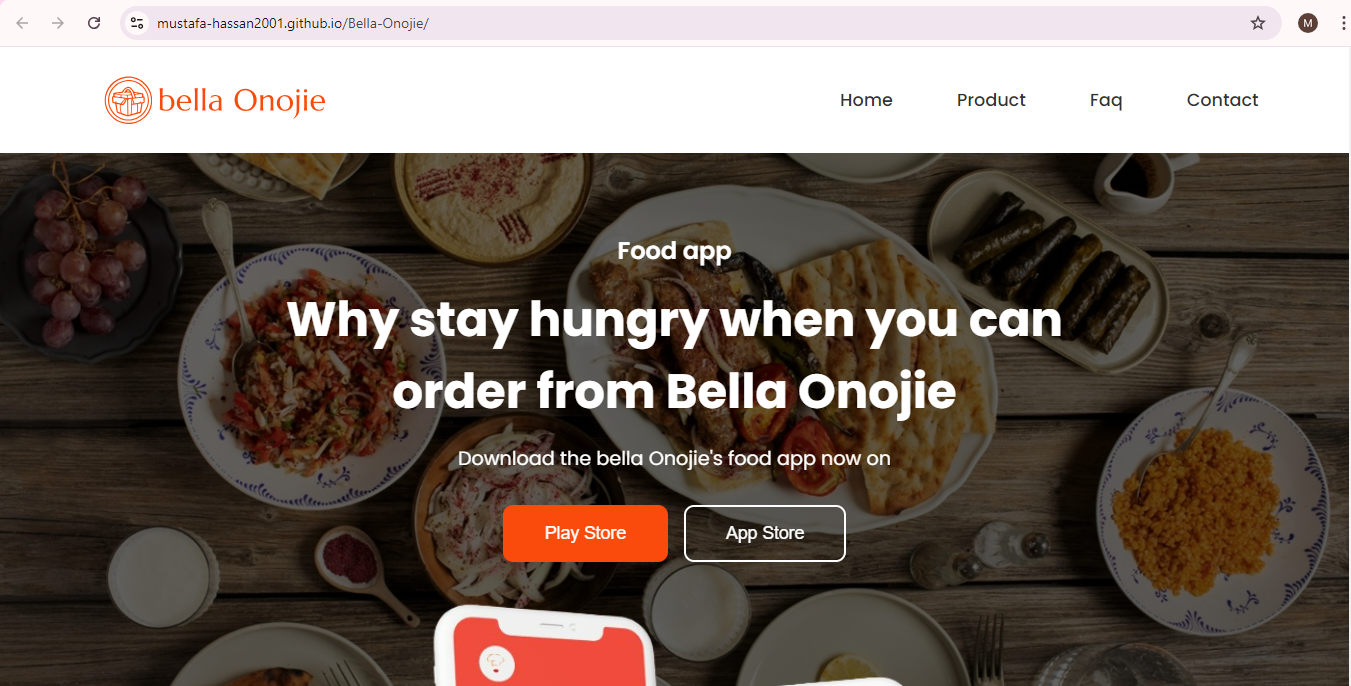 mustafa-hassan2001.github.io/Bella-Onojie/
M
bella Onojie
Home Product Faq Contact
Food app
Why stay hungry when you can
order from Bella Onojie
Download the bella Onojie's food app now on
Play Store App Store